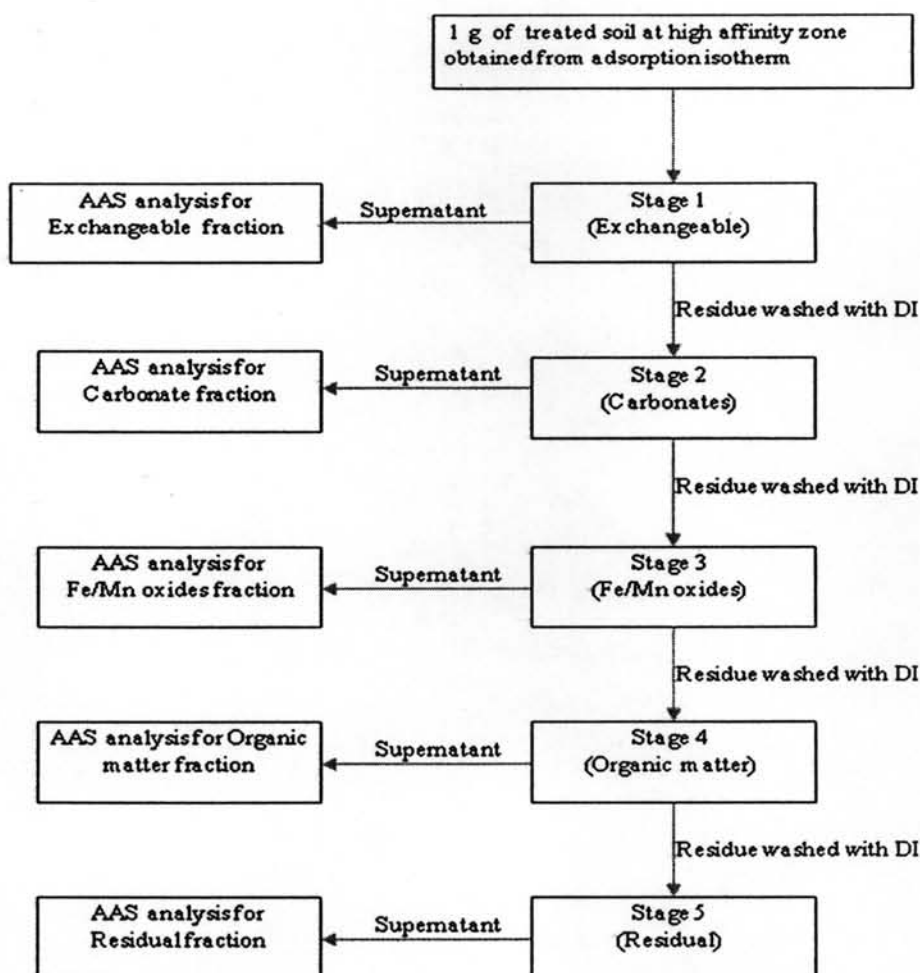 1 g of treated soil at high affinity zone
obtained from adsorption isotherm
AAS analysis for
Exchangeable fraction
Supernatant
Stage 1
(Exchangeable)
Residue washed with DI
AAS analysis for
Carbonate fraction
Supernatant
Stage 2
(Carbonates)
Residue washed with DI
AAS analysis for
Fe/Mn oxides fraction
Supernatant
Stage 3
(Fe/Mn oxides)
Residue washed with DI
AAS analysis for Organic
matter fraction
Supernatant
Stage 4
(Organic matter)
Residue washed with DI
AAS analysis for
Residual fraction
Supernatant
Stage 5
(Residual)